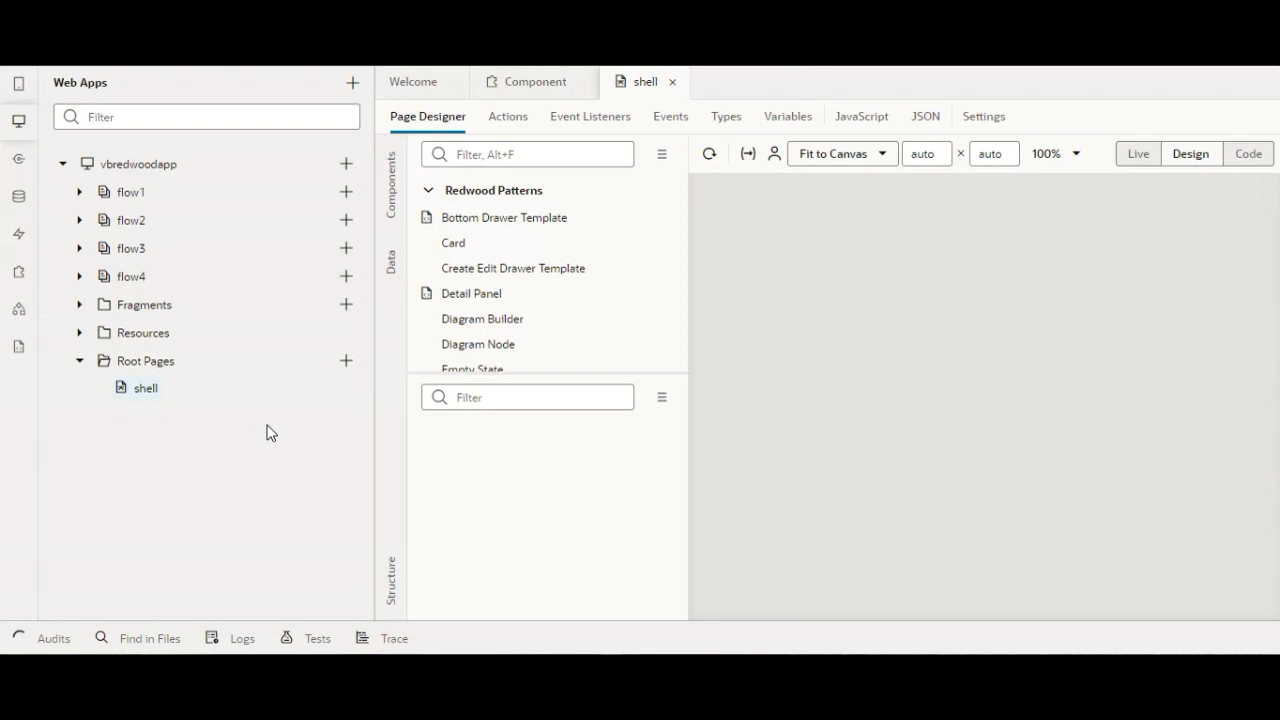 Web Apps
Filter
vbredwoodapp
flow1
flow2
flow3
flow4
Fragments
Resources
Root Pages
shell
Welcome
Component
shell
Page Designer
Actions
Event Listeners
Events
Types
Variables
JavaScript
JSON
Settings
Components
Data
Structure
Filter, Alt+F
Redwood Patterns
Bottom Drawer Template
Card
Create Edit Drawer Template
Detail Panel
Diagram Builder
Diagram Node
Empty State
Filter
Fit to Canvas
auto × auto
100%
Live
Design
Code
Audits
Find in Files
Logs
Tests
Trace